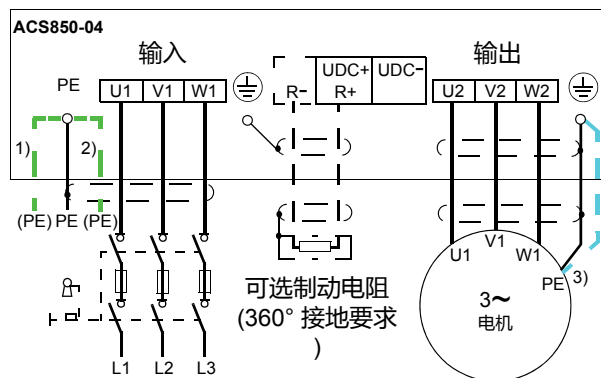 ACS850-04
输入
输出
PE
U1 V1 W1
R-
UDC+
R+
UDC-
U2 V2 W2
1)
2)
(PE) PE (PE)
U1
V1
W1
PE
3)
3~
电机
可选制动电阻
(360° 接地要求
)
L1 L2 L3